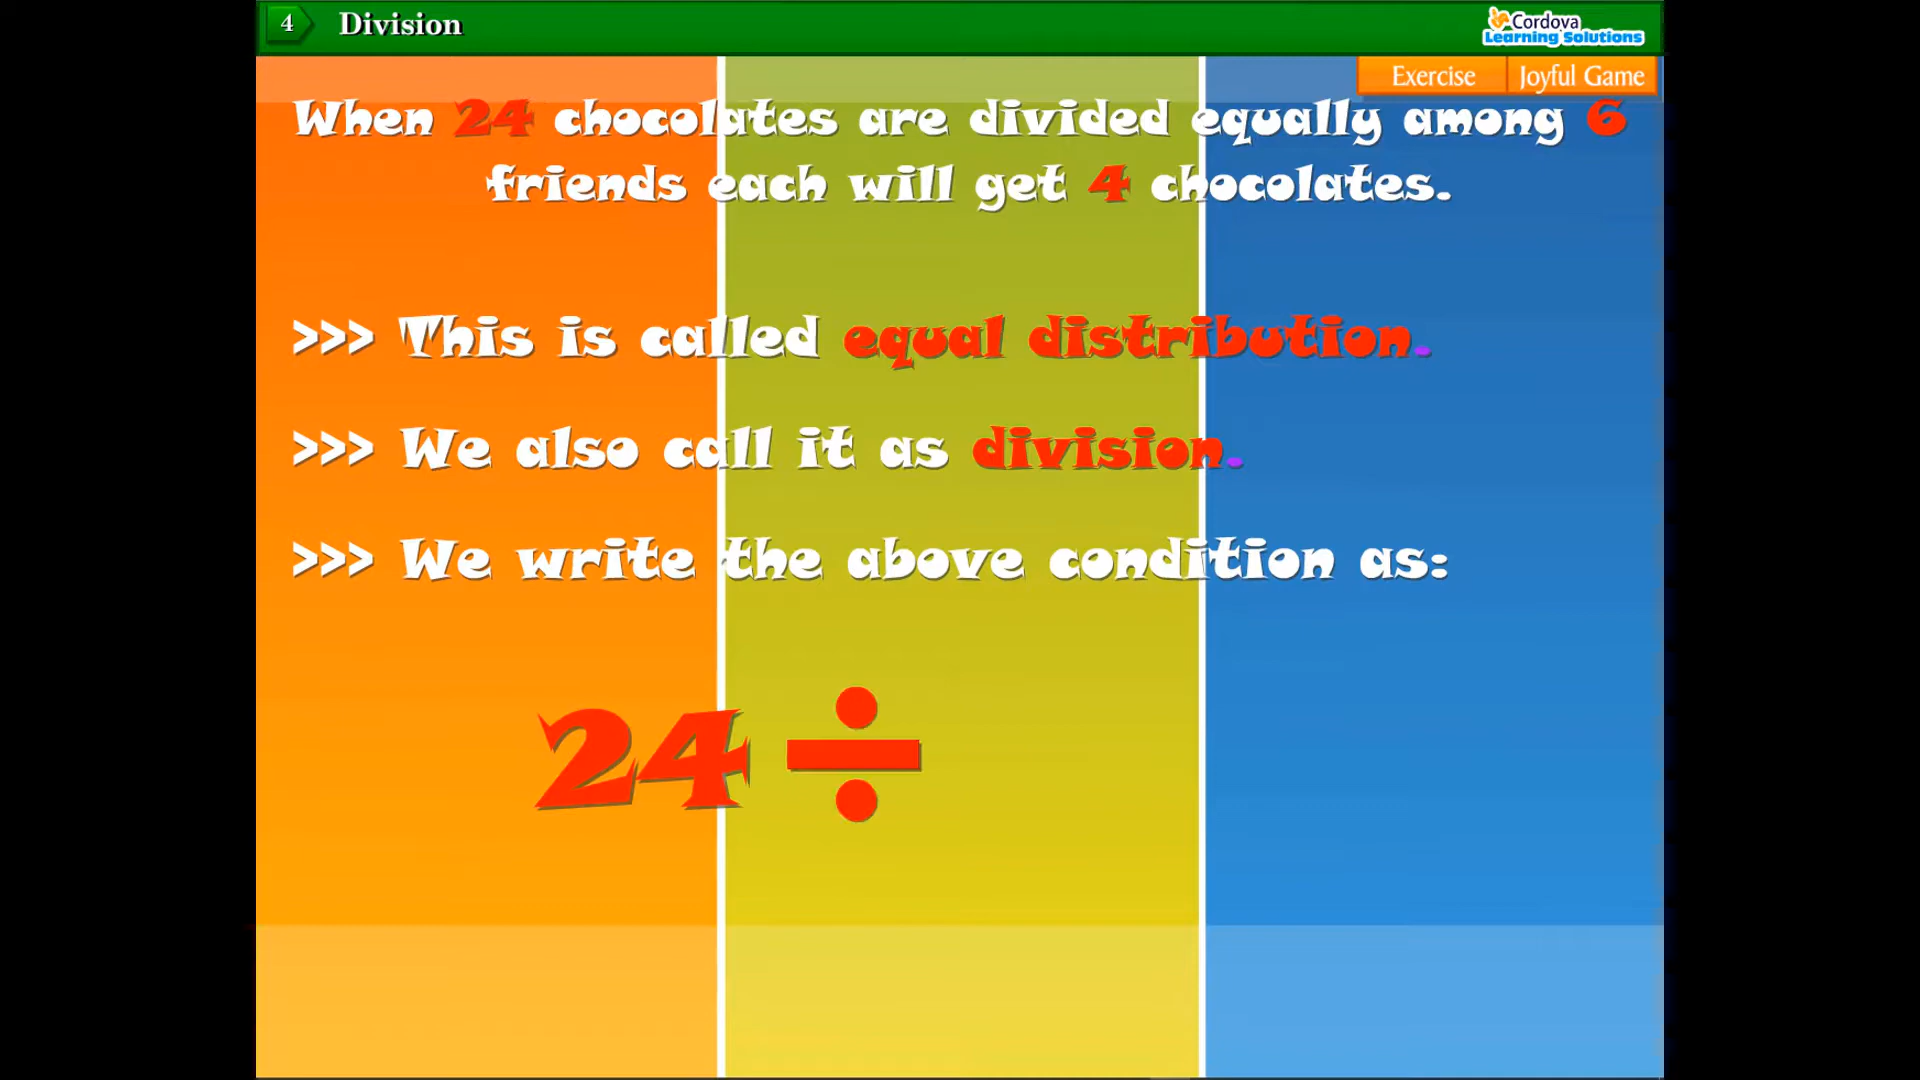 4 Division
Cordova
Learning Solutions
Exercise Joyful Game
When 24 chocolates are divided equally among 6
friends each will get 4 chocolates.
>>> This is called equal distribution.
>>> We also call it as division.
>>> We write the above condition as:
24 ÷